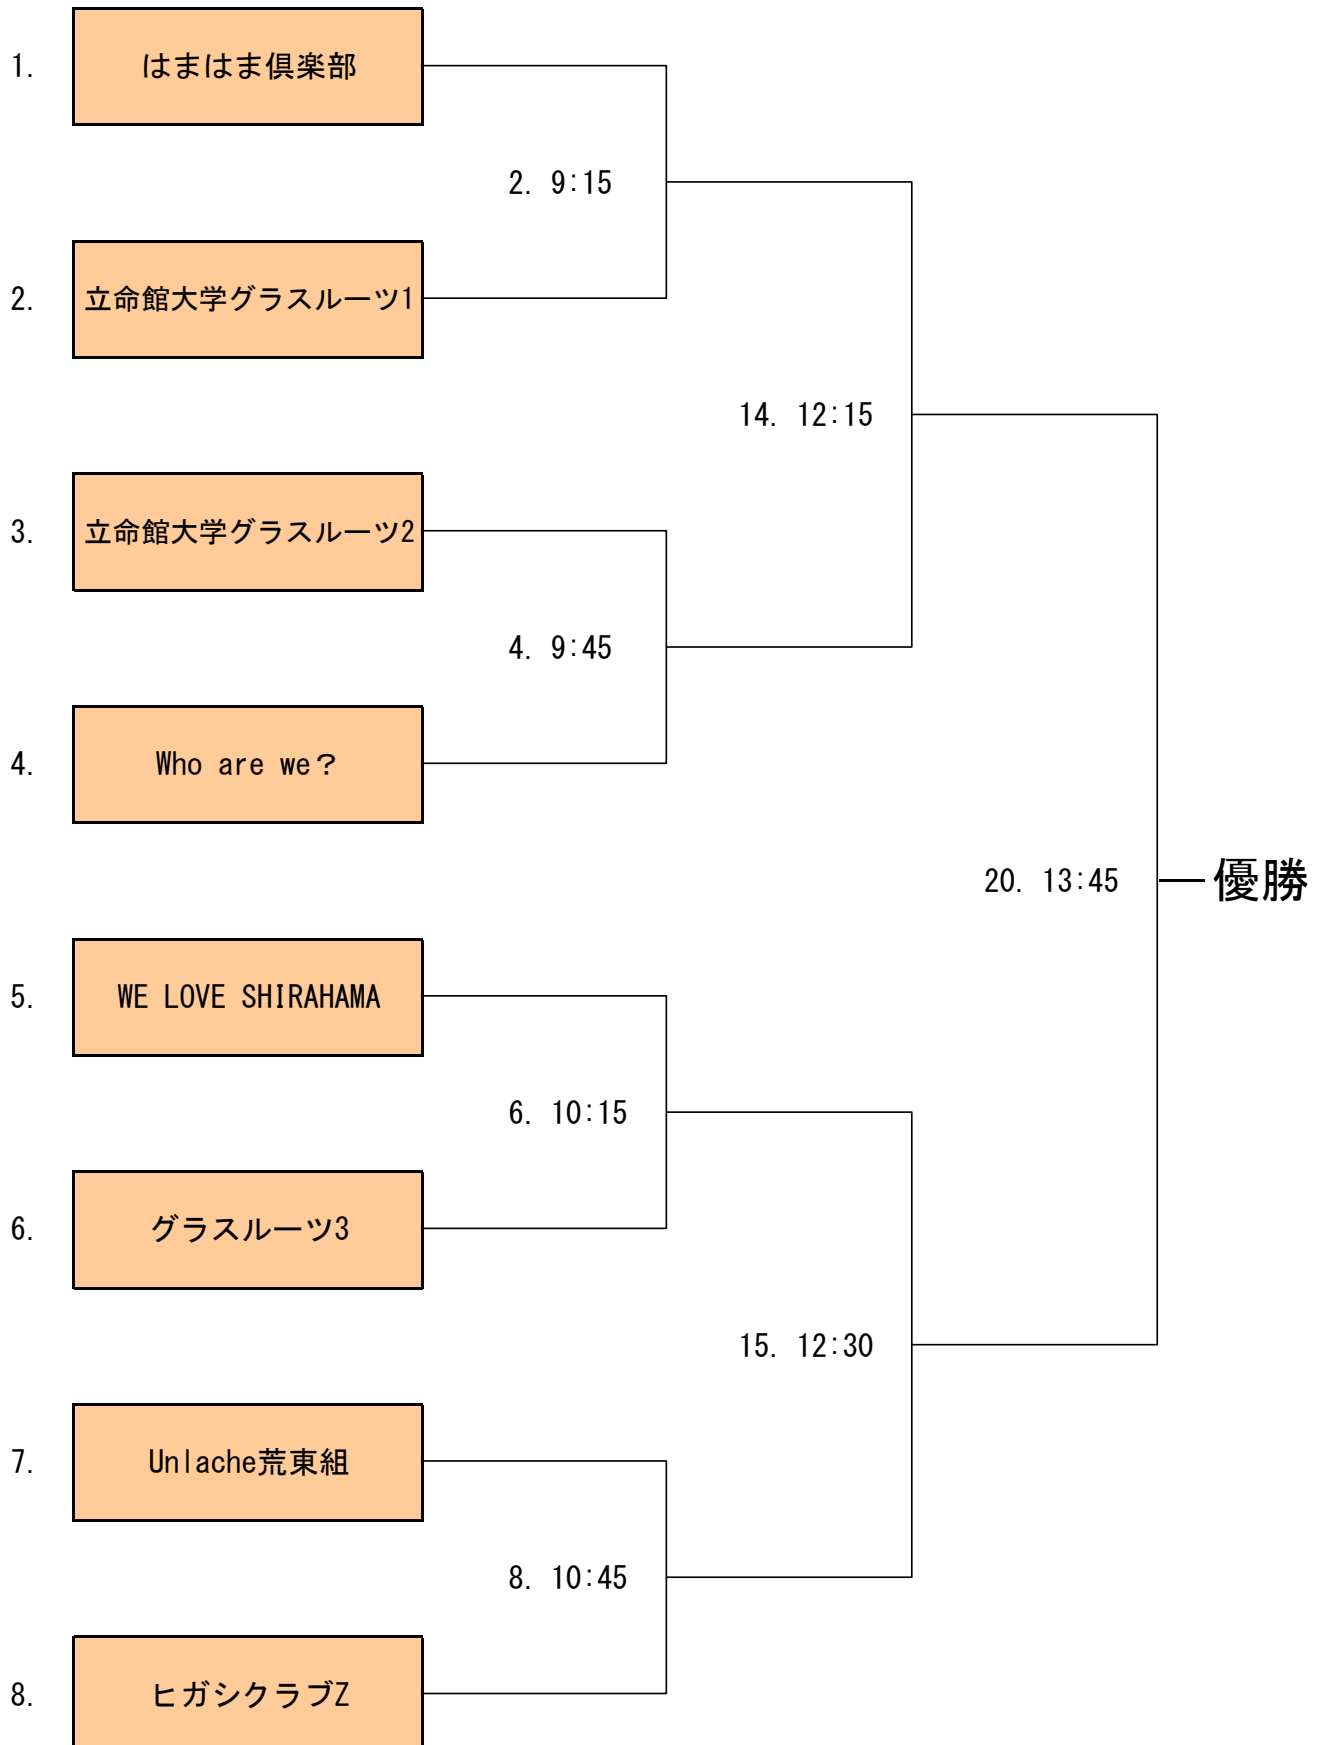 1. はまはま倶楽部
2. 9:15
2. 立命館大学グラスルーツ1
14. 12:15
3. 立命館大学グラスルーツ2
4. 9:45
4. Who are we？
20. 13:45 優勝
5. WE LOVE SHIRAHAMA
6. 10:15
6. グラスルーツ3
15. 12:30
7. Unlache荒東組
8. 10:45
8. ヒガシクラブZ